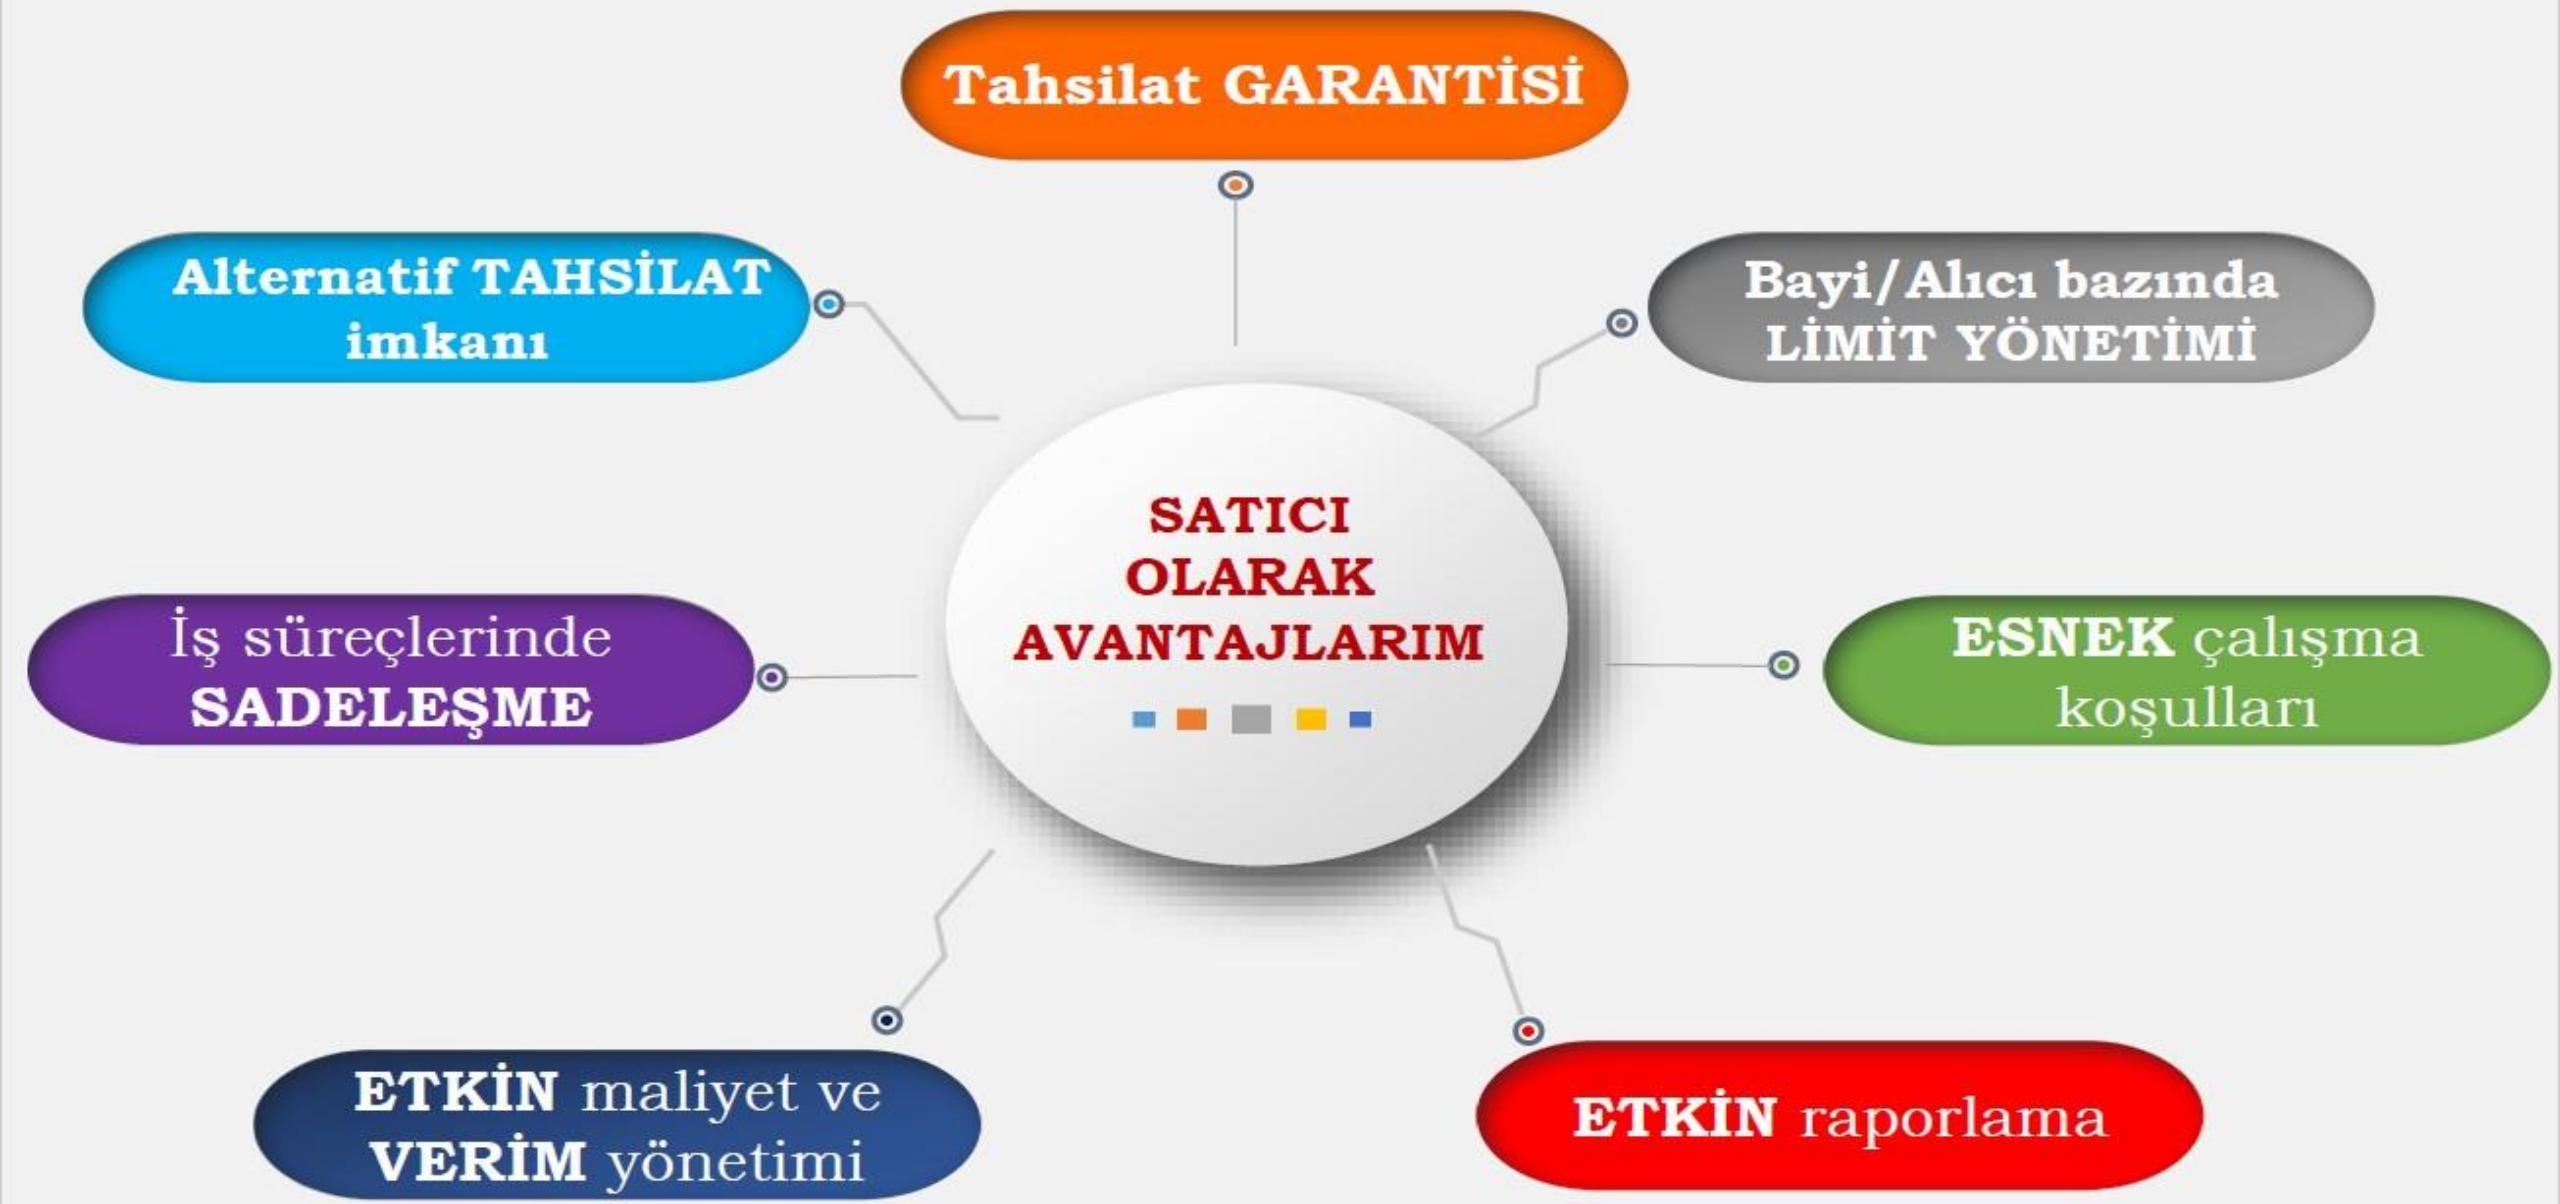 Tahsilat GARANTİSİ
Alternatif TAHSİLAT
imkanı
Bayi/Alıcı bazında
LİMİT YÖNETİMİ
SATICI
OLARAK
AVANTAJLARIM
İş süreçlerinde
SADELEŞME
ESNEK çalışma
koşulları
ETKİN maliyet ve
VERİM yönetimi
ETKİN raporlama